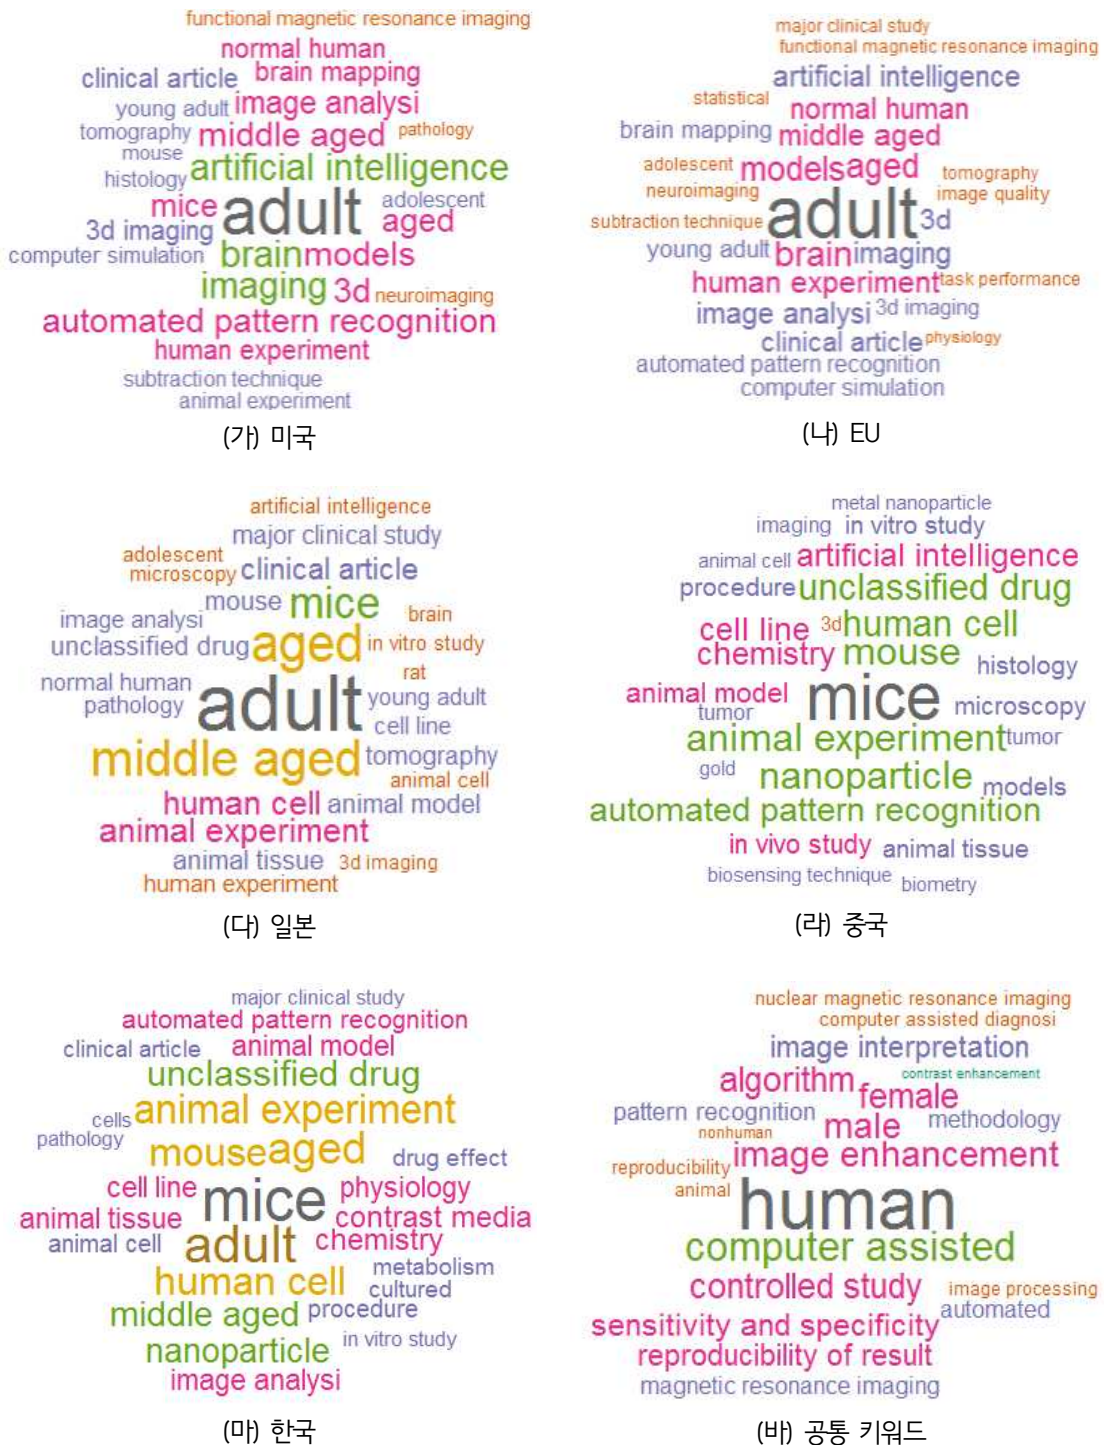 functional magnetic resonance imaging
normal human
clinical article brain mapping
young adult image analysi
tomography middle aged pathology
mouse
histology artificial intelligence
mice adult adolescent
3d imaging aged
computer simulation brain models
imaging 3d neuroimaging
automated pattern recognition
human experiment
subtraction technique
animal experiment
(가) 미국
major clinical study
functional magnetic resonance imaging
artificial intelligence
statistical normal human
brain mapping middle aged
adolescent models aged tomography
neuroimaging image quality
subtraction technique adult 3d
young adult brain imaging
human experiment task performance
image analysi 3d imaging
clinical article physiology
automated pattern recognition
computer simulation
(나) EU
artificial intelligence
major clinical study
adolescent
microscopy clinical article
mouse mice
image analysi brain
unclassified drug aged in vitro study
rat
normal human adult young adult
pathology
cell line
middle aged tomography
animal cell
human cell animal model
animal experiment
animal tissue 3d imaging
human experiment
(다) 일본
metal nanoparticle
imaging in vitro study
animal cell artificial intelligence
procedure unclassified drug
cell line 3d human cell
chemistry mouse histology
animal model mice microscopy
tumor
animal experiment tumor
gold nanoparticle models
automated pattern recognition
in vivo study animal tissue
biosensing technique biometry
(라) 중국
major clinical study
automated pattern recognition
clinical article animal model
unclassified drug
cells animal experiment
pathology
mouse aged drug effect
cell line mice physiology
animal tissue contrast media
animal cell adult chemistry
metabolism
human cell cultured
middle aged procedure
nanoparticle in vitro study
image analysi
(마) 한국
nuclear magnetic resonance imaging
computer assisted diagnosi
image interpretation
algorithm contrast enhancement
female
pattern recognition male methodology
nonhuman
reproducibility image enhancement
animal human
computer assisted
controlled study image processing
automated
sensitivity and specificity
reproducibility of result
magnetic resonance imaging
(바) 공통 키워드